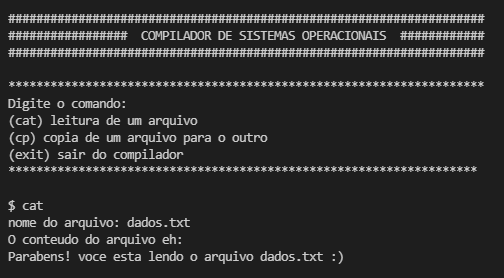 ####################################################################
################# COMPILADOR DE SISTEMAS OPERACIONAIS ############
####################################################################
********************************************************************
Digite o comando:
(cat) leitura de um arquivo
(cp) copia de um arquivo para o outro
(exit) sair do compilador
*******************************************************************
$ cat
nome do arquivo: dados.txt
O conteudo do arquivo eh:
Parabens! voce esta lendo o arquivo dados.txt :)